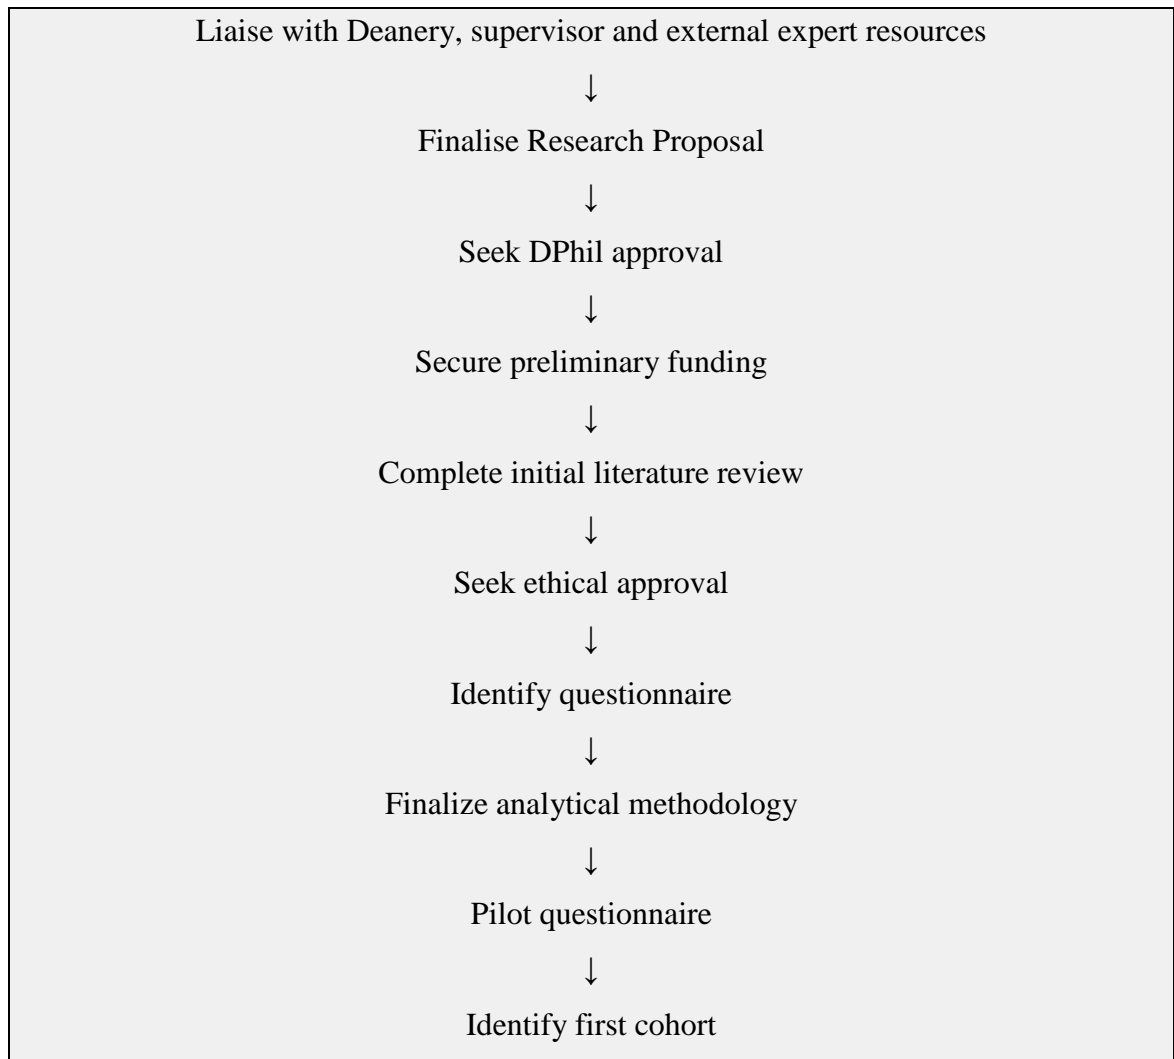 Liaise with Deanery, supervisor and external expert resources
↓
Finalise Research Proposal
↓
Seek DPhil approval
↓
Secure preliminary funding
↓
Complete initial literature review
↓
Seek ethical approval
↓
Identify questionnaire
↓
Finalize analytical methodology
↓
Pilot questionnaire
↓
Identify first cohort